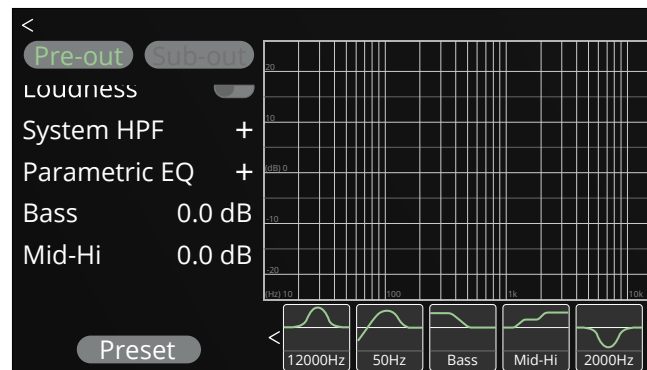 <
Pre-out Sub-out
Loudness
System HPF +
Parametric EQ +
Bass 0.0 dB
Mid-Hi 0.0 dB
Preset
20
10
(dB) 0
-10
-20
(Hz) 10 100 1k 10k
<
12000Hz 50Hz Bass Mid-Hi 2000Hz